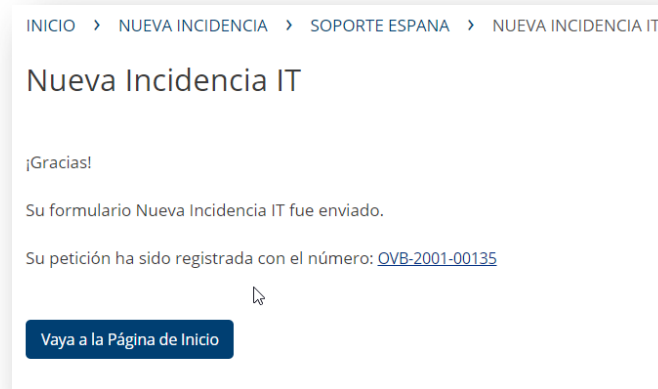 INICIO > NUEVA INCIDENCIA > SOPORTE ESPANA > NUEVA INCIDENCIA IT
Nueva Incidencia IT
¡Gracias!
Su formulario Nueva Incidencia IT fue enviado.
Su petición ha sido registrada con el número: OVB-2001-00135
Vaya a la Página de Inicio